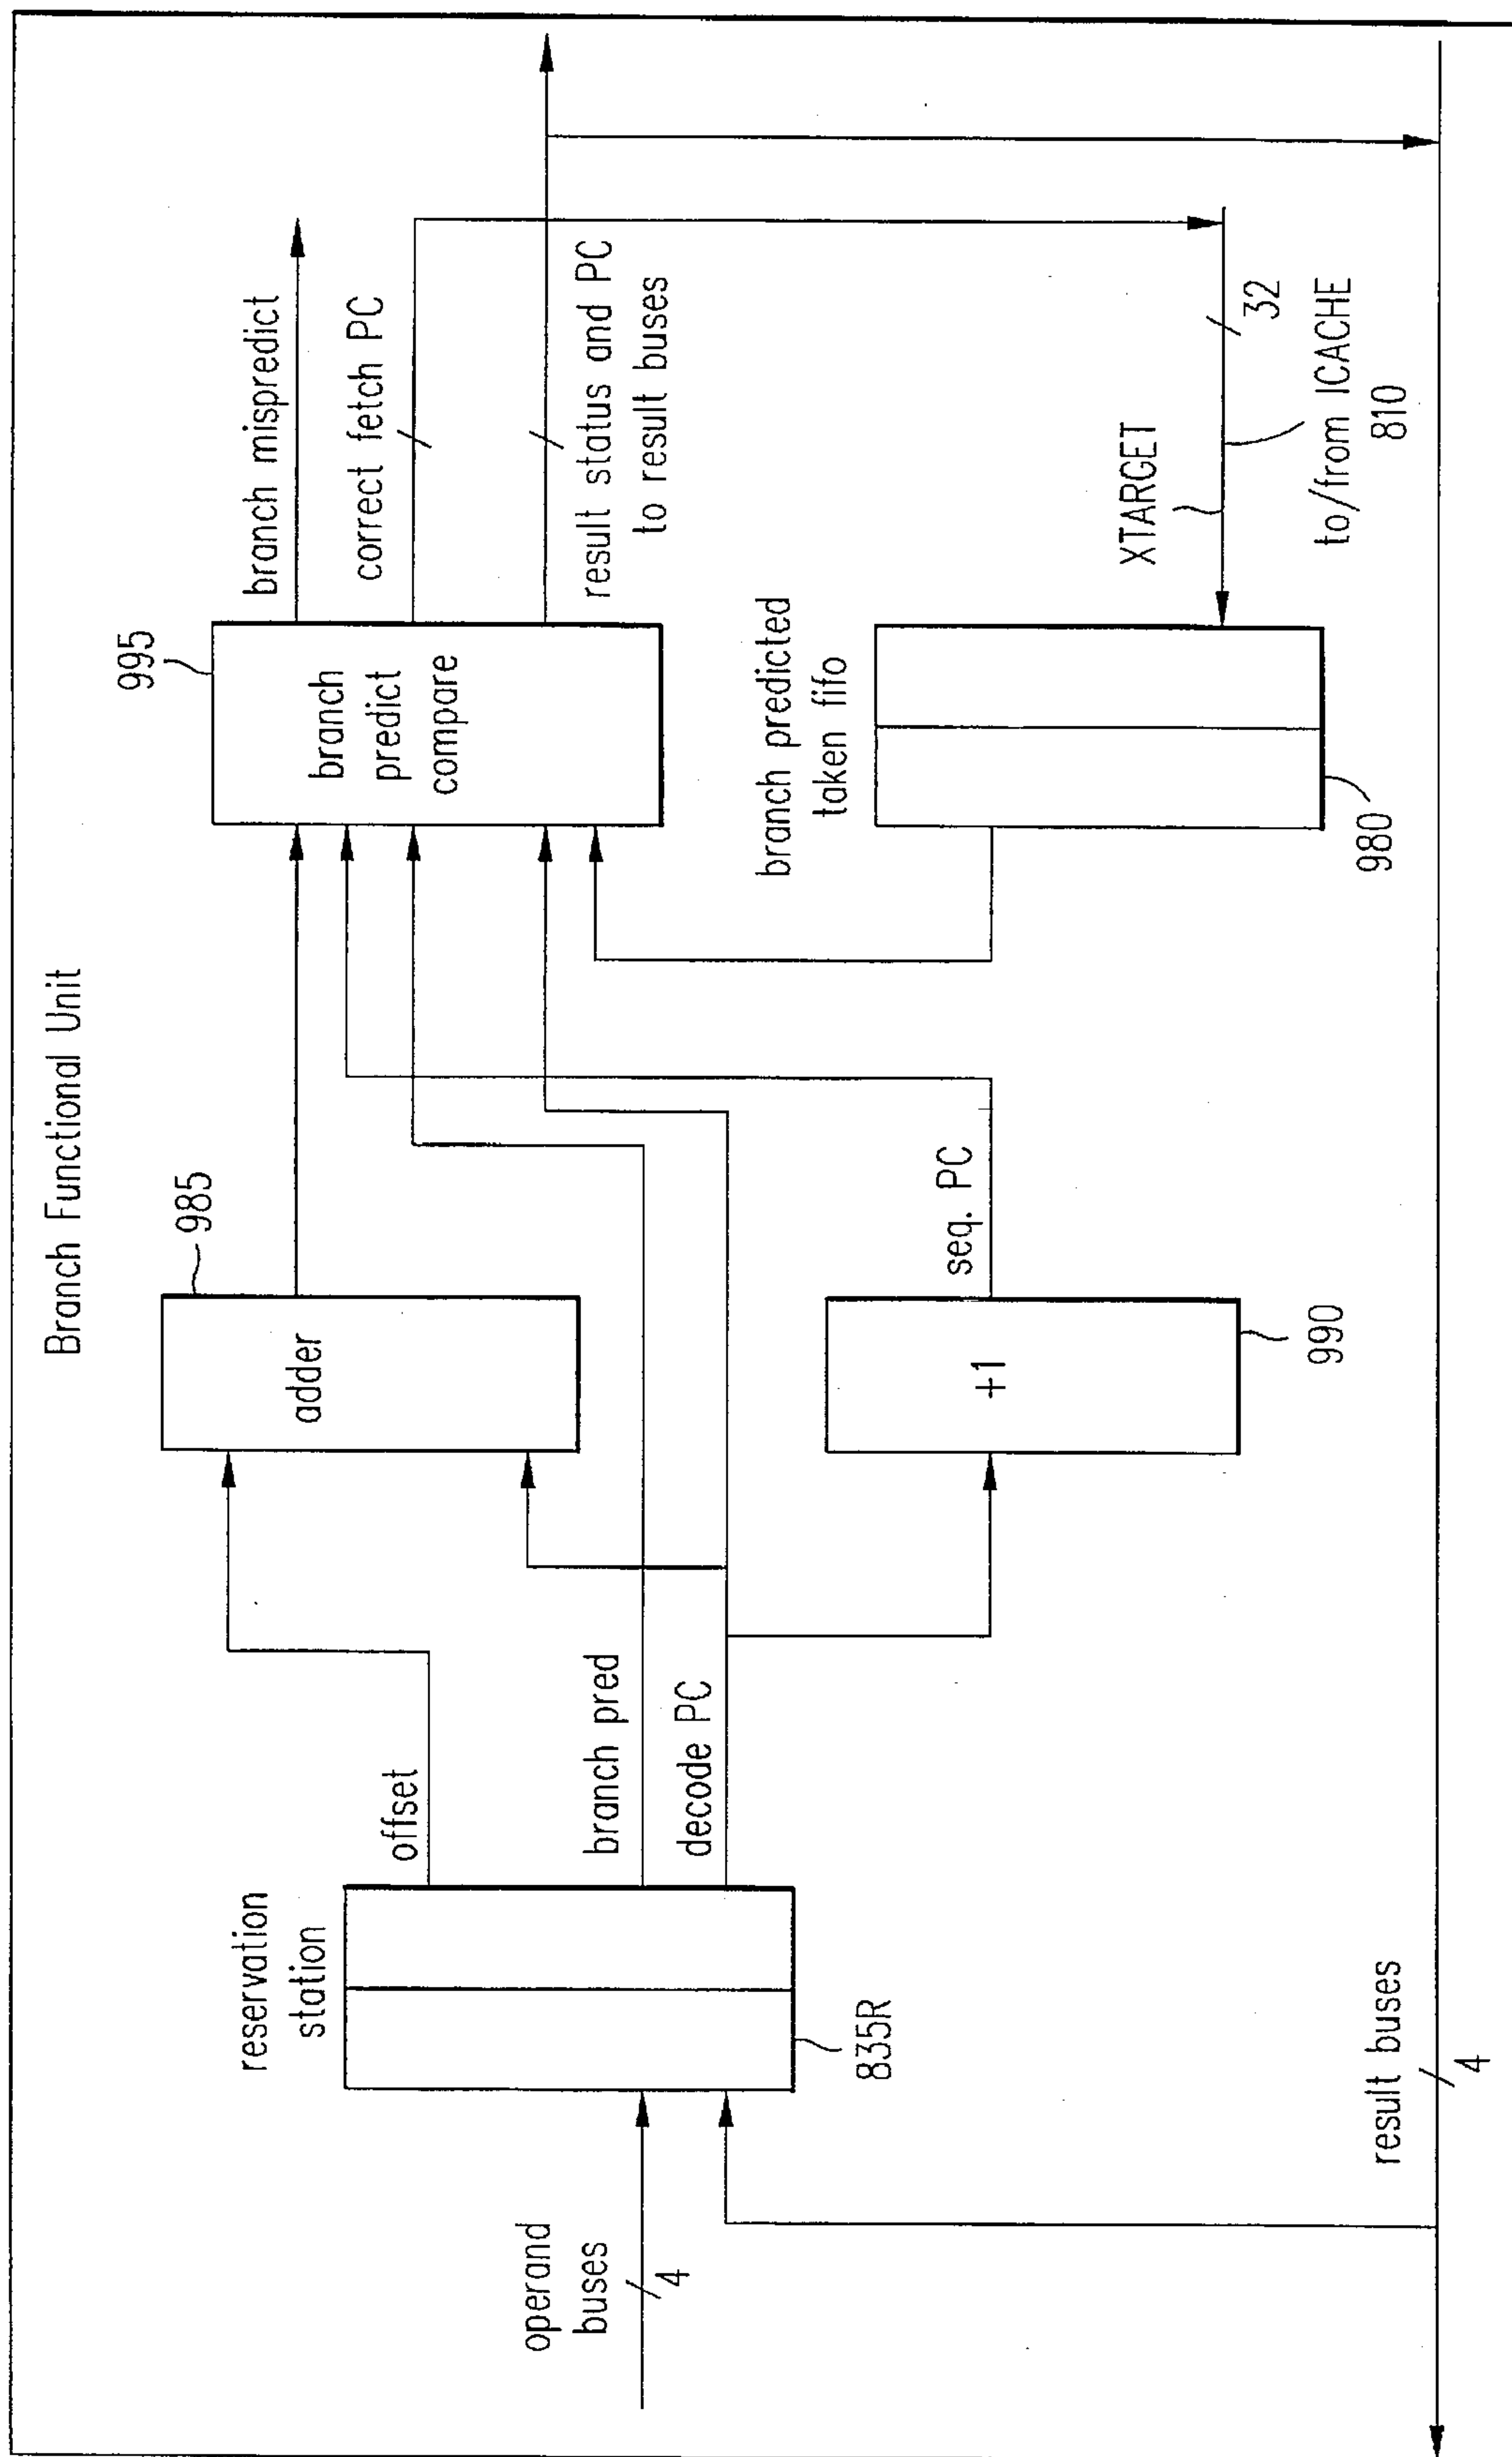 Branch Functional Unit
operand
buses
4
reservation
station
835R
offset
branch pred
decode PC
adder
985
+1
990
seq. PC
branch
predict
compare
995
branch predicted
taken fifo
980
branch mispredict
correct fetch PC
result status and PC
to result buses
XTARGET
32
to/from ICACHE
810
result buses
4